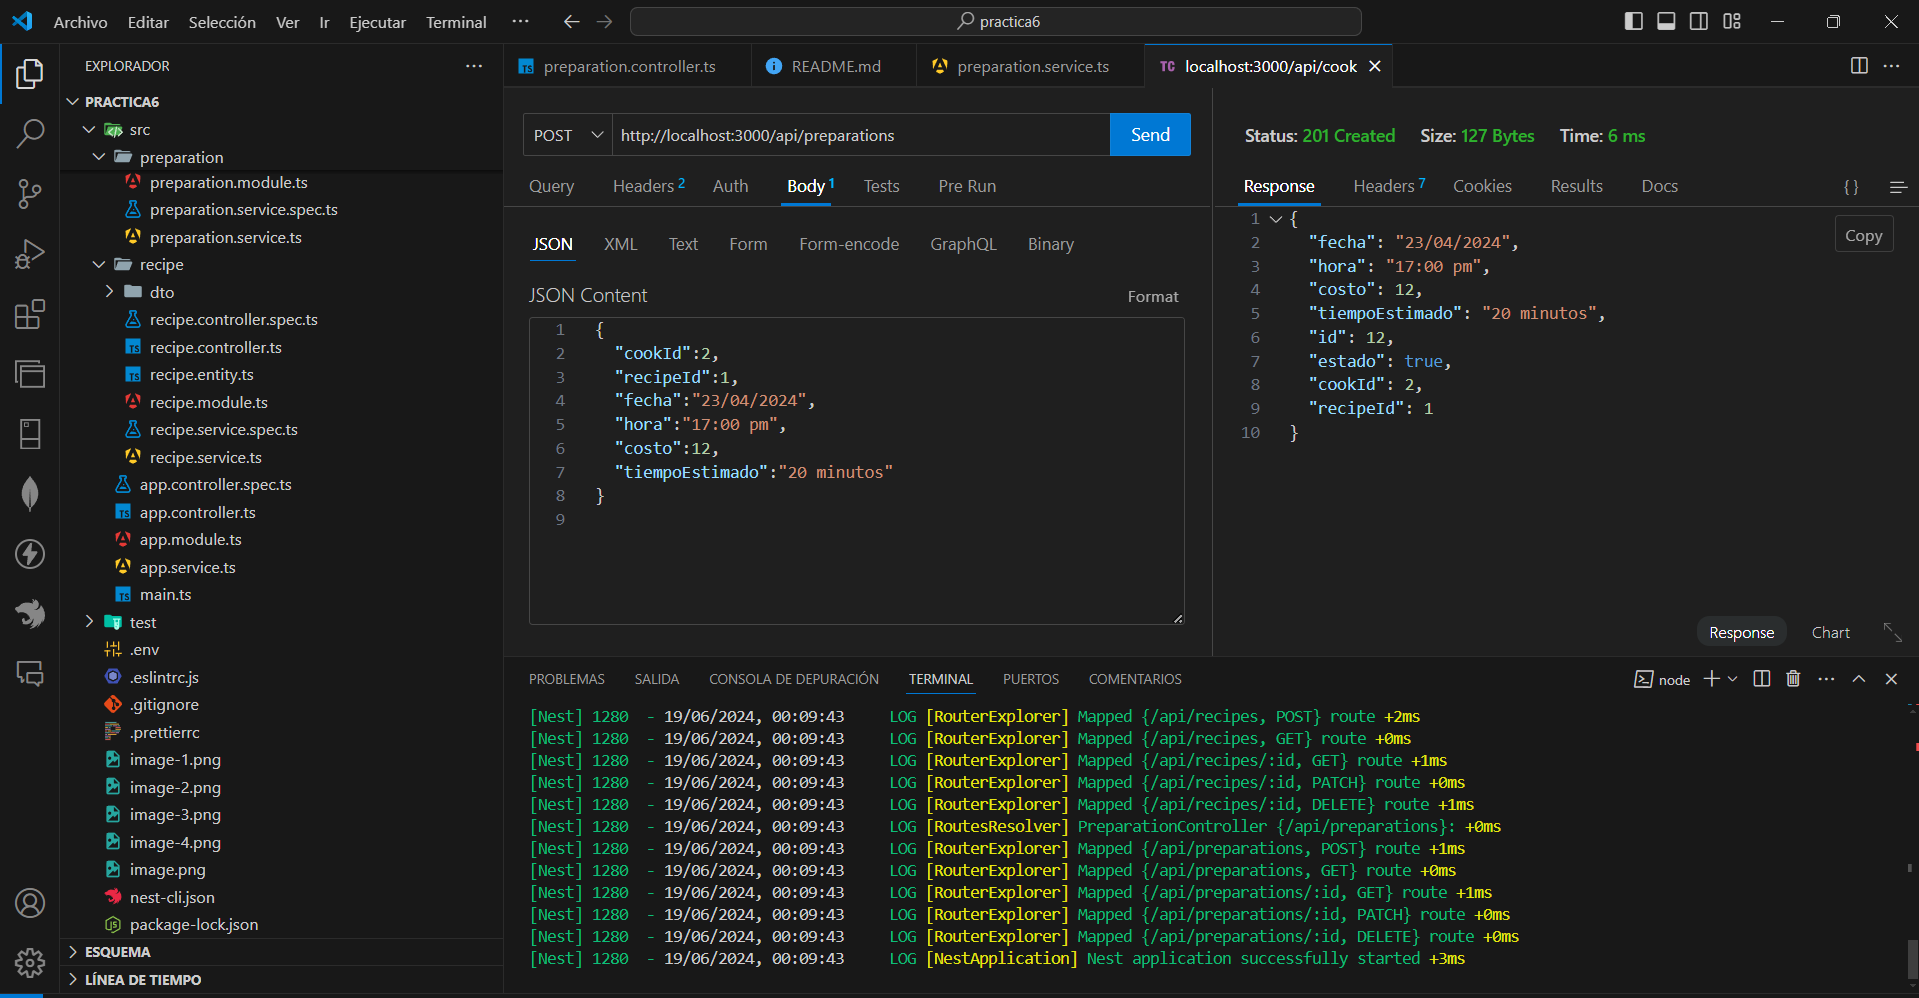 Archivo Editar Selección Ver Ir Ejecutar Terminal ··· practica6
EXPLORADOR ···
PRACTICA6
src
preparation
preparation.module.ts
preparation.service.spec.ts
preparation.service.ts
recipe
dto
recipe.controller.spec.ts
recipe.controller.ts
recipe.entity.ts
recipe.module.ts
recipe.service.spec.ts
recipe.service.ts
app.controller.spec.ts
app.controller.ts
app.module.ts
app.service.ts
main.ts
test
.env
.eslintrc.js
.gitignore
.prettierrc
image-1.png
image-2.png
image-3.png
image-4.png
image.png
nest-cli.json
package-lock.json
ESQUEMA
LÍNEA DE TIEMPO
TS preparation.controller.ts README.md preparation.service.ts TC localhost:3000/api/cook
POST http://localhost:3000/api/preparations Send
Query Headers 2 Auth Body 1 Tests Pre Run
JSON XML Text Form Form-encode GraphQL Binary
JSON Content Format
1 {
2 "cookId":2,
3 "recipeId":1,
4 "fecha":"23/04/2024",
5 "hora":"17:00 pm",
6 "costo":12,
7 "tiempoEstimado":"20 minutos"
8 }
9
Status: 201 Created Size: 127 Bytes Time: 6 ms
Response Headers 7 Cookies Results Docs { }
Copy
1 {
2 "fecha": "23/04/2024",
3 "hora": "17:00 pm",
4 "costo": 12,
5 "tiempoEstimado": "20 minutos",
6 "id": 12,
7 "estado": true,
8 "cookId": 2,
9 "recipeId": 1
10 }
Response Chart
PROBLEMAS SALIDA CONSOLA DE DEPURACIÓN TERMINAL PUERTOS COMENTARIOS node
[Nest] 1280 - 19/06/2024, 00:09:43 LOG [RouterExplorer] Mapped {/api/recipes, POST} route +2ms
[Nest] 1280 - 19/06/2024, 00:09:43 LOG [RouterExplorer] Mapped {/api/recipes, GET} route +0ms
[Nest] 1280 - 19/06/2024, 00:09:43 LOG [RouterExplorer] Mapped {/api/recipes/:id, GET} route +1ms
[Nest] 1280 - 19/06/2024, 00:09:43 LOG [RouterExplorer] Mapped {/api/recipes/:id, PATCH} route +0ms
[Nest] 1280 - 19/06/2024, 00:09:43 LOG [RouterExplorer] Mapped {/api/recipes/:id, DELETE} route +1ms
[Nest] 1280 - 19/06/2024, 00:09:43 LOG [RoutesResolver] PreparationController {/api/preparations}: +0ms
[Nest] 1280 - 19/06/2024, 00:09:43 LOG [RouterExplorer] Mapped {/api/preparations, POST} route +1ms
[Nest] 1280 - 19/06/2024, 00:09:43 LOG [RouterExplorer] Mapped {/api/preparations, GET} route +0ms
[Nest] 1280 - 19/06/2024, 00:09:43 LOG [RouterExplorer] Mapped {/api/preparations/:id, GET} route +1ms
[Nest] 1280 - 19/06/2024, 00:09:43 LOG [RouterExplorer] Mapped {/api/preparations/:id, PATCH} route +0ms
[Nest] 1280 - 19/06/2024, 00:09:43 LOG [RouterExplorer] Mapped {/api/preparations/:id, DELETE} route +0ms
[Nest] 1280 - 19/06/2024, 00:09:43 LOG [NestApplication] Nest application successfully started +3ms